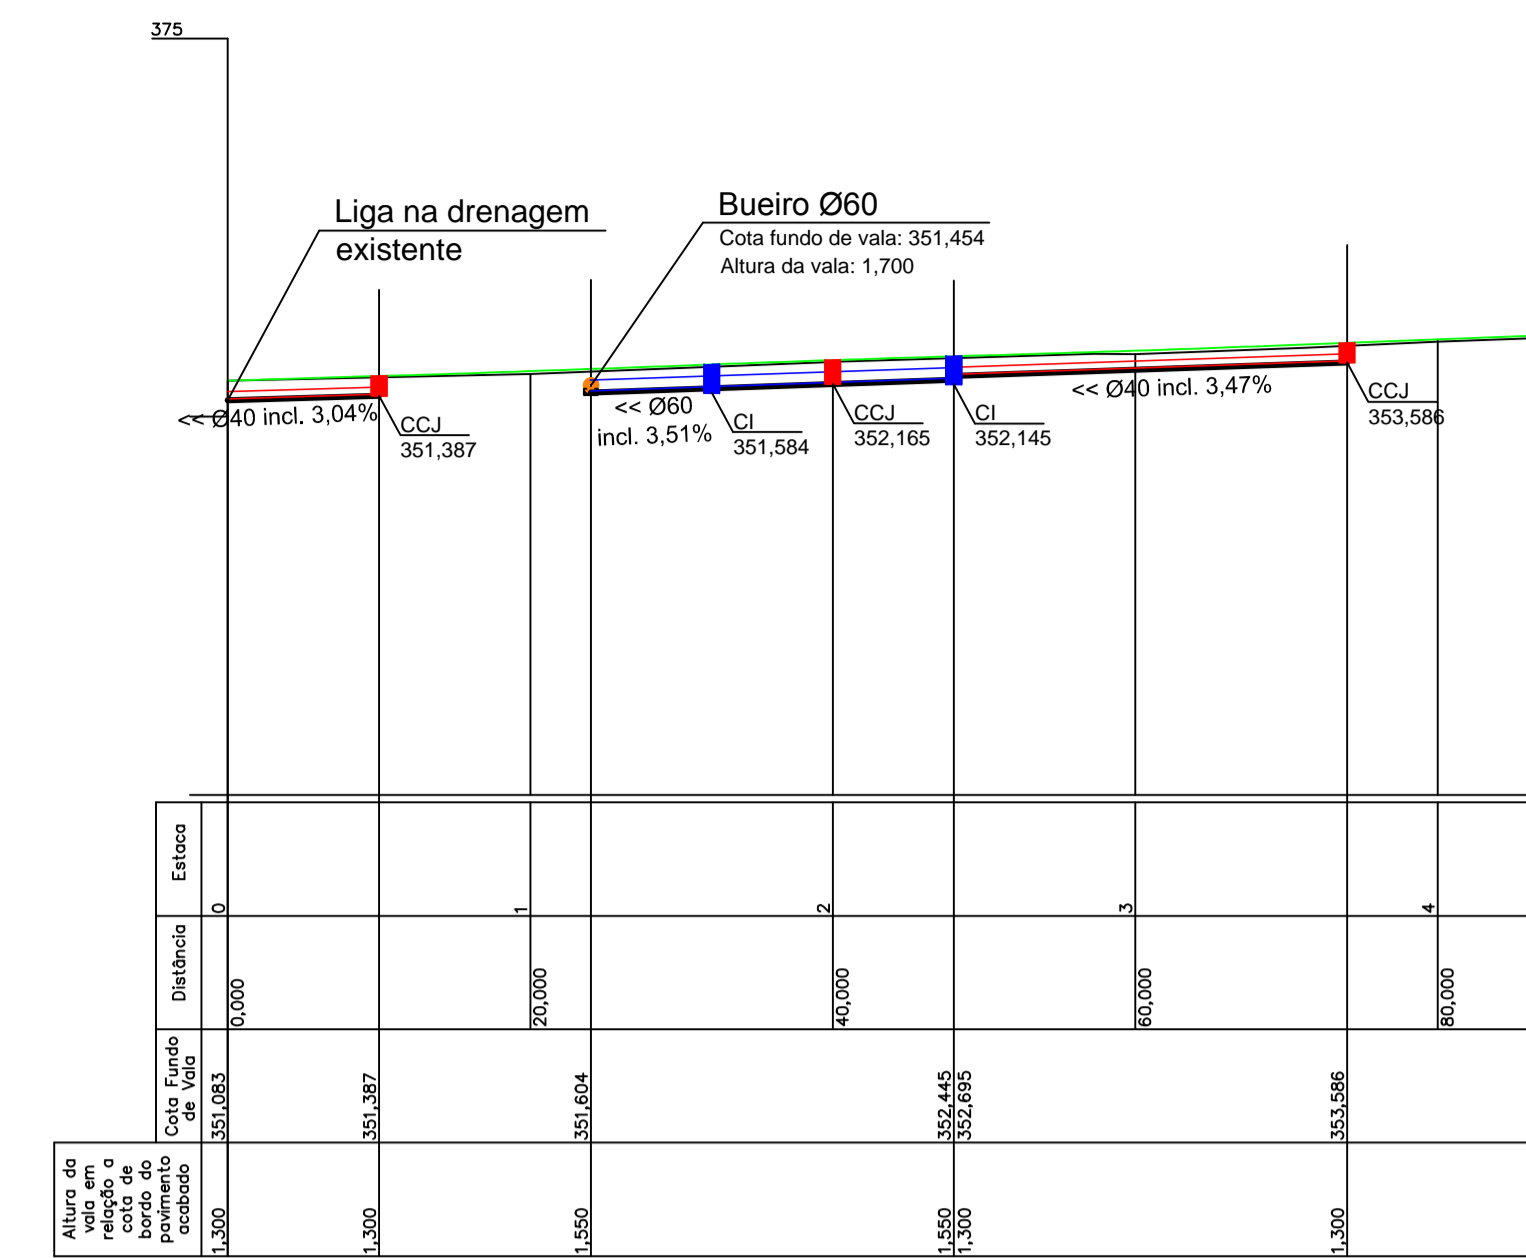 375
Liga na drenagem
existente
Bueiro Ø60
Cota fundo de vala: 351,454
Altura da vala: 1,700
<< Ø40 incl. 3,04%
CCJ
351,387
<< Ø60
incl. 3,51%
CI
351,584
CCJ
352,165
CI
352,145
<< Ø40 incl. 3,47%
CCJ
353,586
Estaca
0
1
2
3
4
Distância
0,000
20,000
40,000
60,000
80,000
Cota Fundo
de Vala
351,083
351,387
351,604
352,445
352,695
353,586
Altura da
vala em
relação a
cota de
bordo do
pavimento
acabado
1,300
1,300
1,550
1,550
1,300
1,300